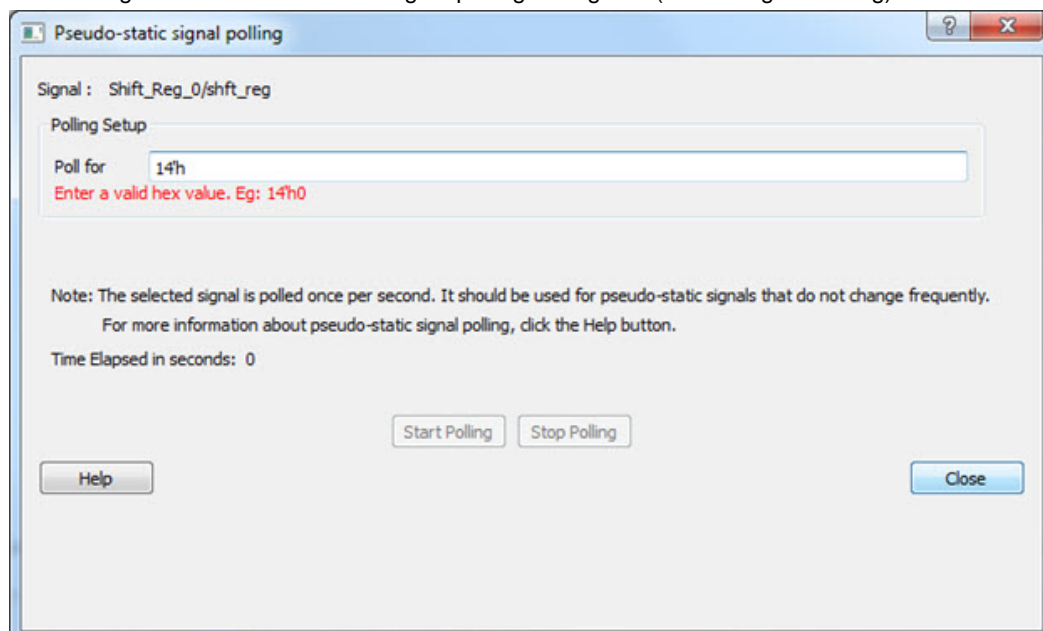 Pseudo-static signal polling
Signal : Shift_Reg_0/shft_reg
Polling Setup
Poll for 14'h
Enter a valid hex value. Eg: 14'h0
Note: The selected signal is polled once per second. It should be used for pseudo-static signals that do not change frequently.
For more information about pseudo-static signal polling, click the Help button.
Time Elapsed in seconds: 0
Start Polling Stop Polling
Help Close